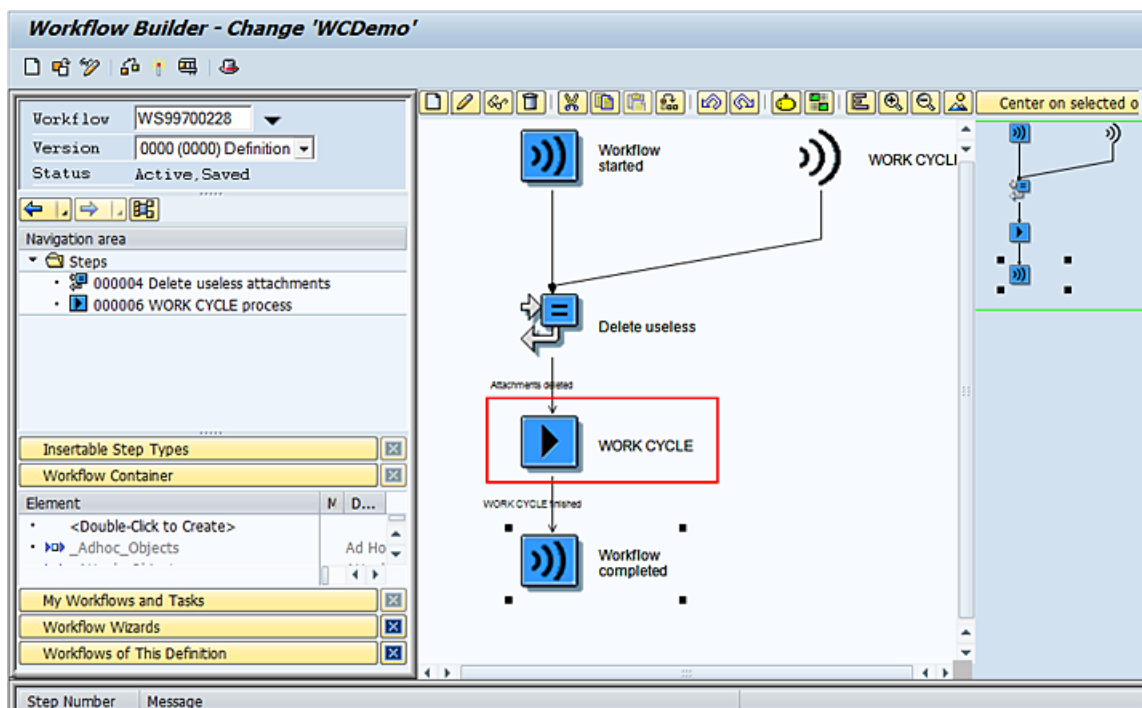 Workflow Builder - Change 'WCDemo'
Workflow WS99700228
Version 0000 (0000) Definition
Status Active,Saved
Navigation area
Steps
000004 Delete useless attachments
000006 WORK CYCLE process
Insertable Step Types
Workflow Container
Element M D...
<Double-Click to Create>
_Adhoc_Objects Ad Ho
My Workflows and Tasks
Workflow Wizards
Workflows of This Definition
Center on selected o
Workflow
started
WORK CYCL
Delete useless
Attachments deleted
WORK CYCLE
WORK CYCLE finished
Workflow
completed
Step Number Message